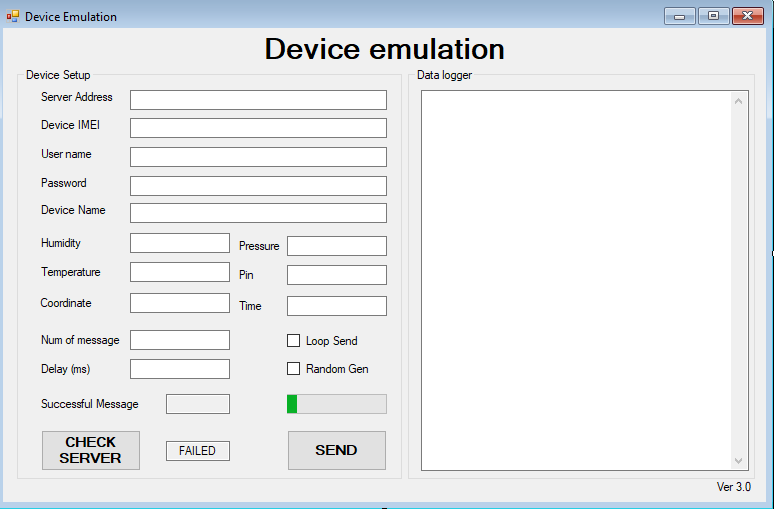 Device Emulation
Device emulation
Device Setup
Server Address
Device IMEI
User name
Password
Device Name
Humidity
Pressure
Temperature
Pin
Coordinate
Time
Num of message
Loop Send
Delay (ms)
Random Gen
Successful Message
CHECK
SERVER
FAILED
SEND
Data logger
Ver 3.0